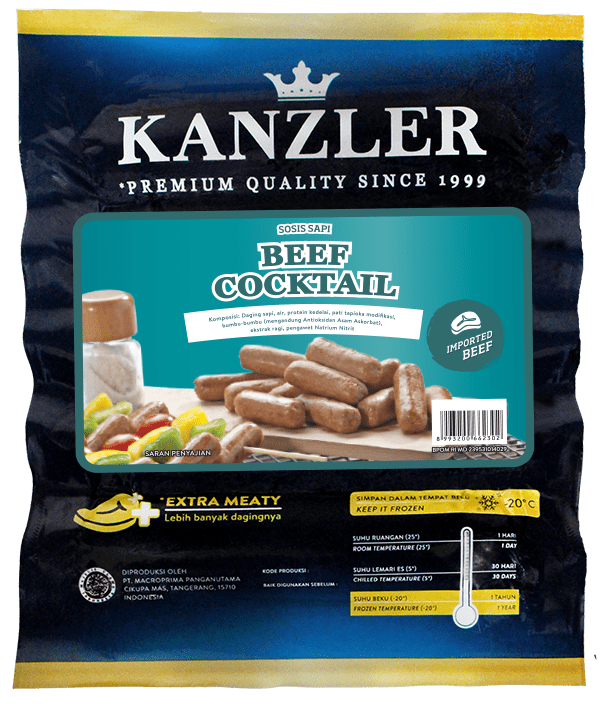 KANZLER
*PREMIUM QUALITY SINCE 1999
SOSIS SAPI
BEEF
COCKTAIL
Komposisi: Daging sapi, air, protein kedelai, pati tapioka modifikasi,
bumbu-bumbu (mengandung Antioksidan Asam Askorbat),
ekstrak ragi, pengawet Natrium Nitrit
IMPORTED
BEEF
8 993200 662302
BPOM RI MD 239531014029
SARAN PENYAJIAN
*EXTRA MEATY
Lebih banyak dagingnya
SIMPAN DALAM TEMPAT BEKU
KEEP IT FROZEN
-20°C
SUHU RUANGAN (25°) 1 HARI
ROOM TEMPERATURE (25°) 1 DAY
SUHU LEMARI ES (5°) 30 HARI
CHILLED TEMPERATURE (5°) 30 DAYS
SUHU BEKU (-20°) 1 TAHUN
FROZEN TEMPERATURE (-20°) 1 YEAR
DIPRODUKSI OLEH
PT. MACROPRIMA PANGANUTAMA
CIKUPA MAS, TANGERANG, 15710
INDONESIA
KODE PRODUKSI :
BAIK DIGUNAKAN SEBELUM :